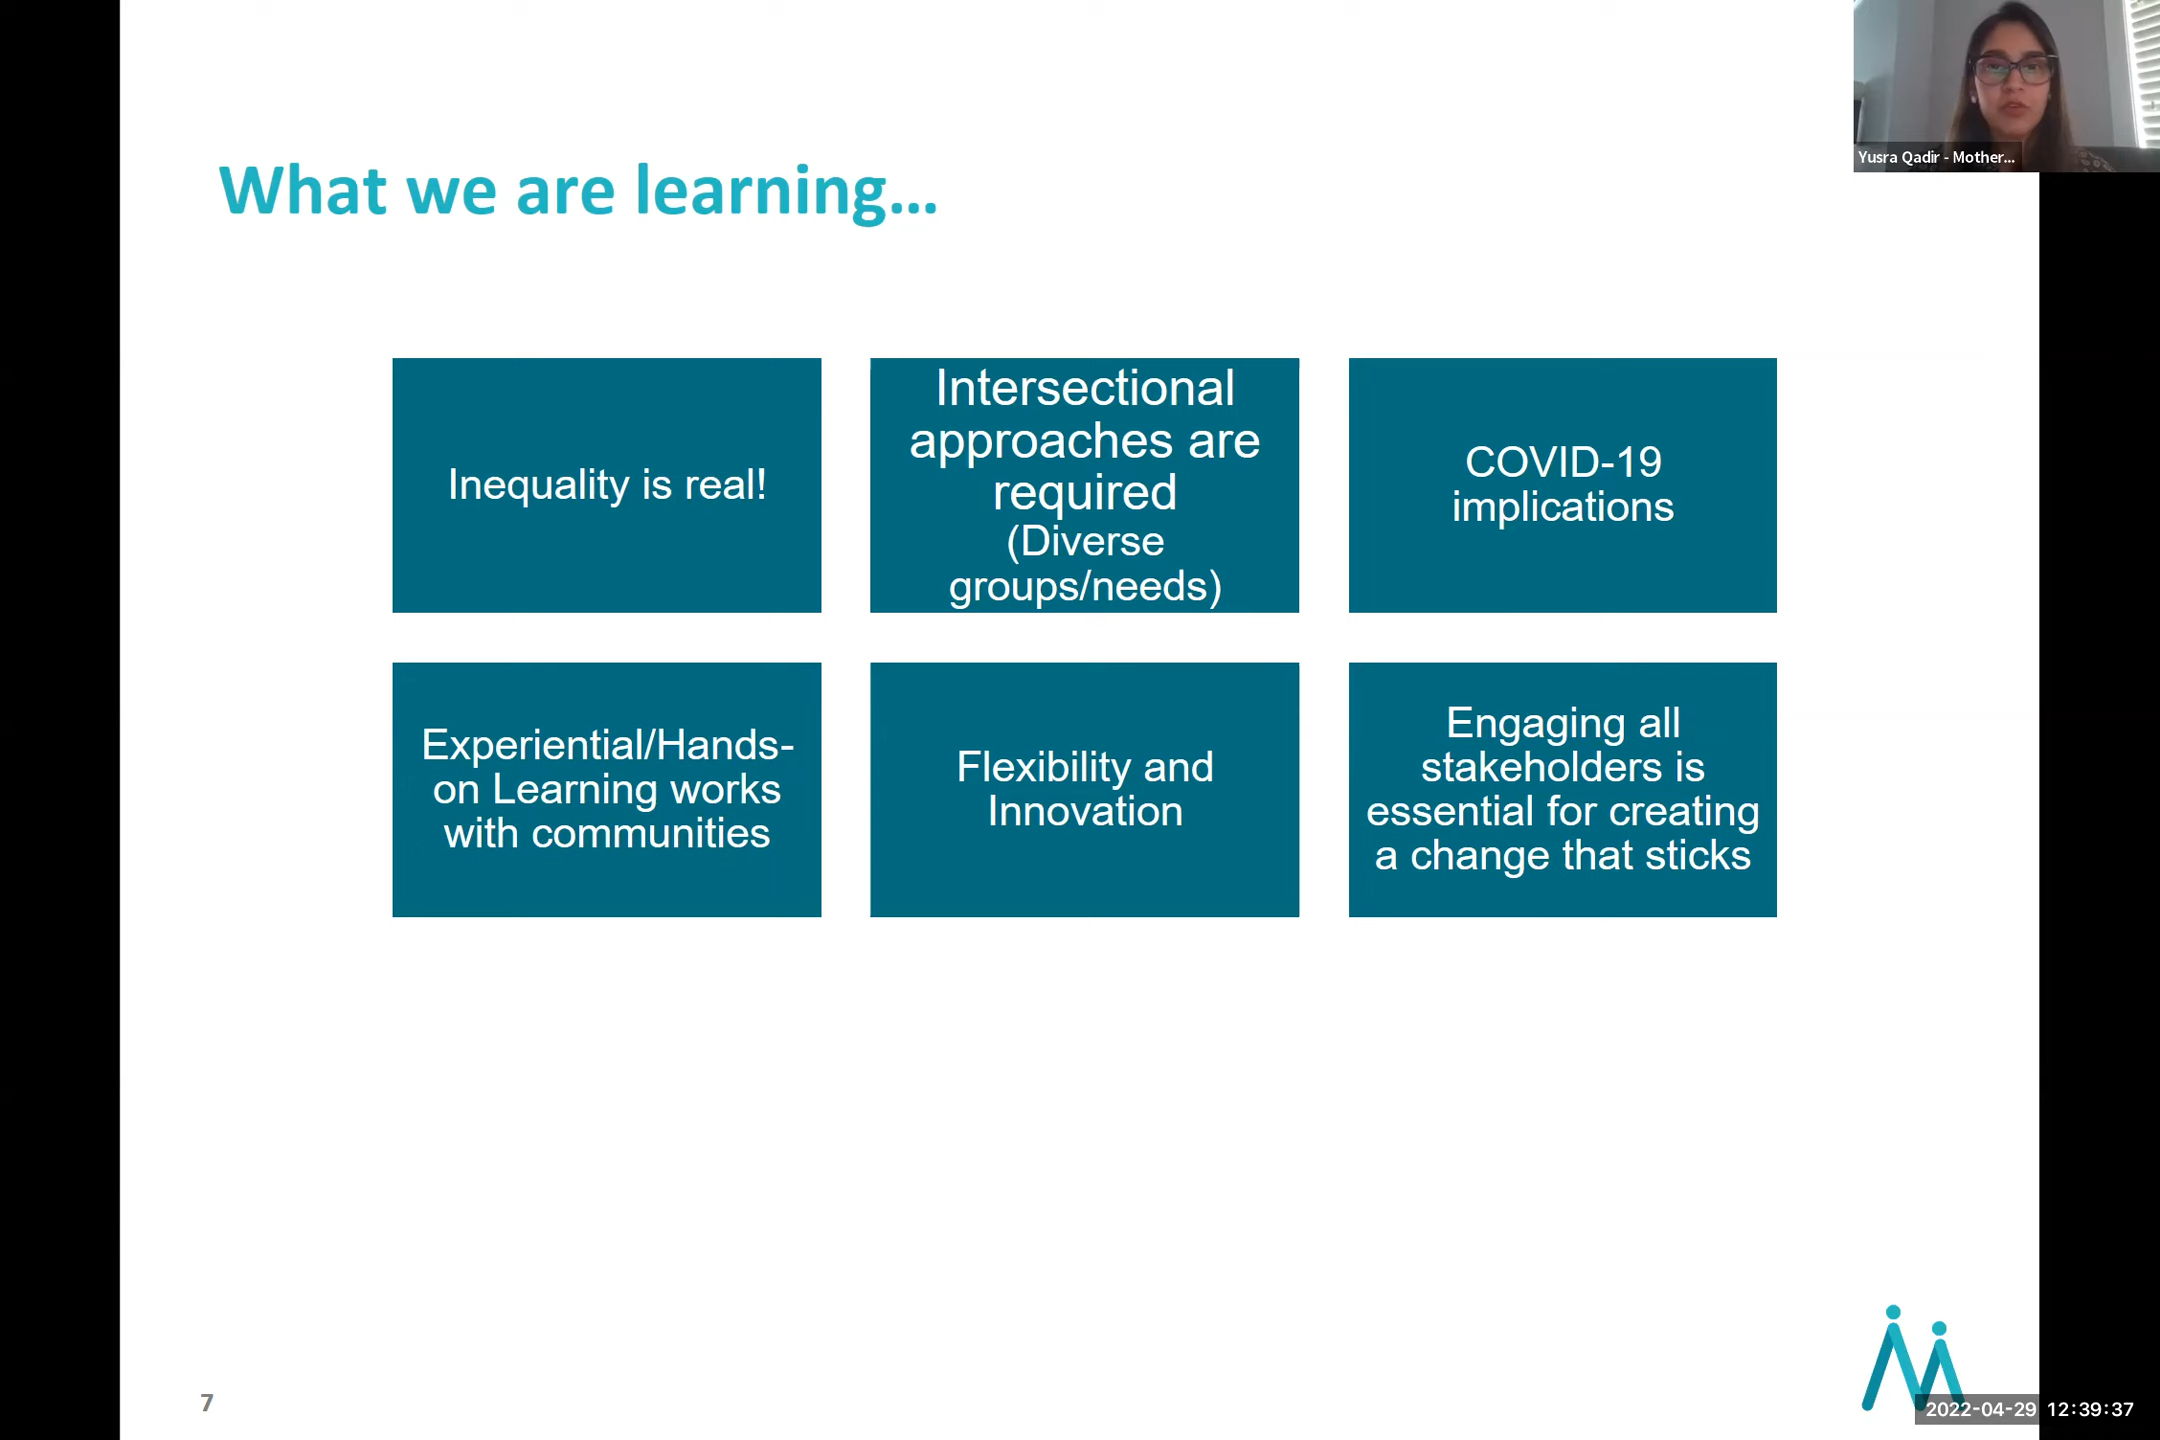 Yusra Qadir - Mother...
What we are learning...
Inequality is real!
Intersectional
approaches are
required
(Diverse
groups/needs)
COVID-19
implications
Experiential/Hands-
on Learning works
with communities
Flexibility and
Innovation
Engaging all
stakeholders is
essential for creating
a change that sticks
7
2022-04-29 12:39:37